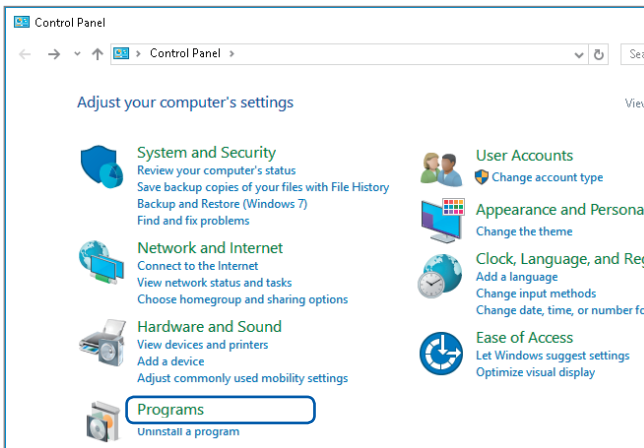 Control Panel
Control Panel
Adjust your computer's settings
System and Security
Review your computer's status
Save backup copies of your files with File History
Backup and Restore (Windows 7)
Find and fix problems
Network and Internet
Connect to the Internet
View network status and tasks
Choose homegroup and sharing options
Hardware and Sound
View devices and printers
Add a device
Adjust commonly used mobility settings
Programs
Uninstall a program
User Accounts
Change account type
Appearance and Persona
Change the theme
Clock, Language, and Reg
Add a language
Change input methods
Change date, time, or number fo
Ease of Access
Let Windows suggest settings
Optimize visual display